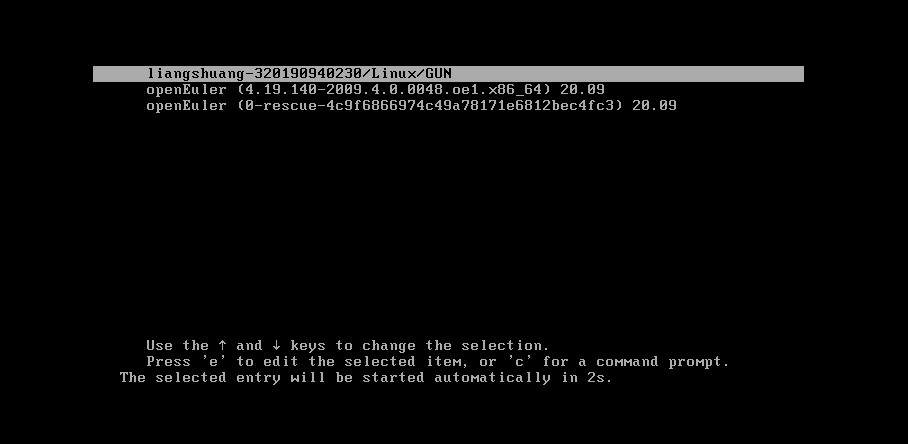 liangshuang-320190940230/Linux/GUN
openEuler (4.19.140-2009.4.0.0048.oe1.x86_64) 20.09
openEuler (0-rescue-4c9f6866974c49a78171e6812bec4fc3) 20.09
Use the ↑ and ↓ keys to change the selection.
Press 'e' to edit the selected item, or 'c' for a command prompt.
The selected entry will be started automatically in 2s.